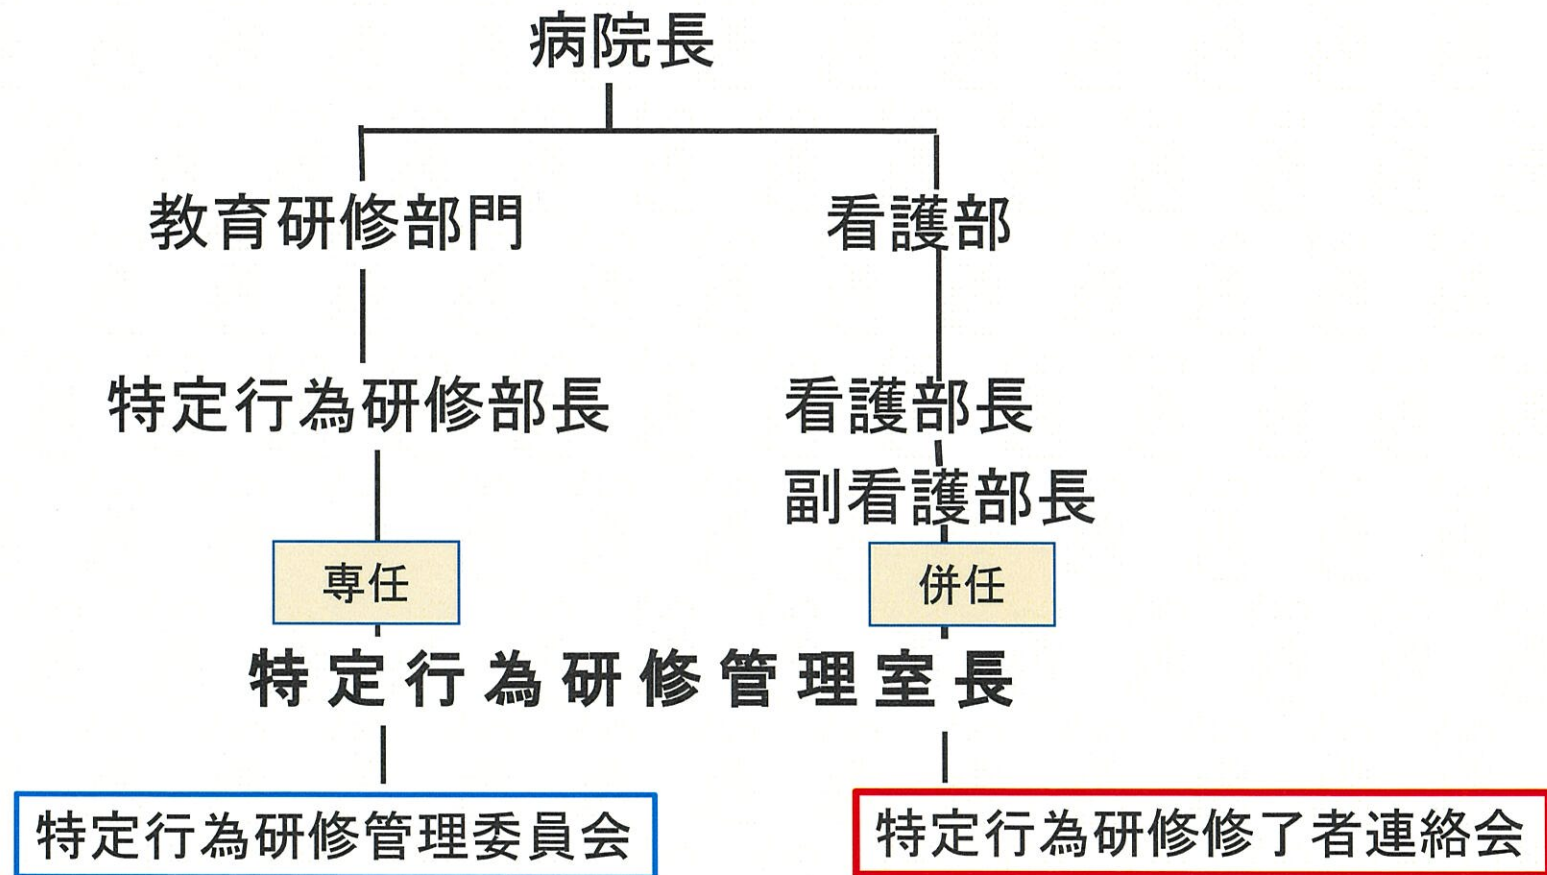 病院長
教育研修部門
看護部
特定行為研修部長
看護部長
副看護部長
専任
併任
特定行為研修管理室長
特定行為研修管理委員会
特定行為研修修了者連絡会